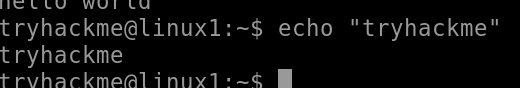 hello world
tryhackme@linux1:~$ echo "tryhackme"
tryhackme
tryhackme@linux1:~$